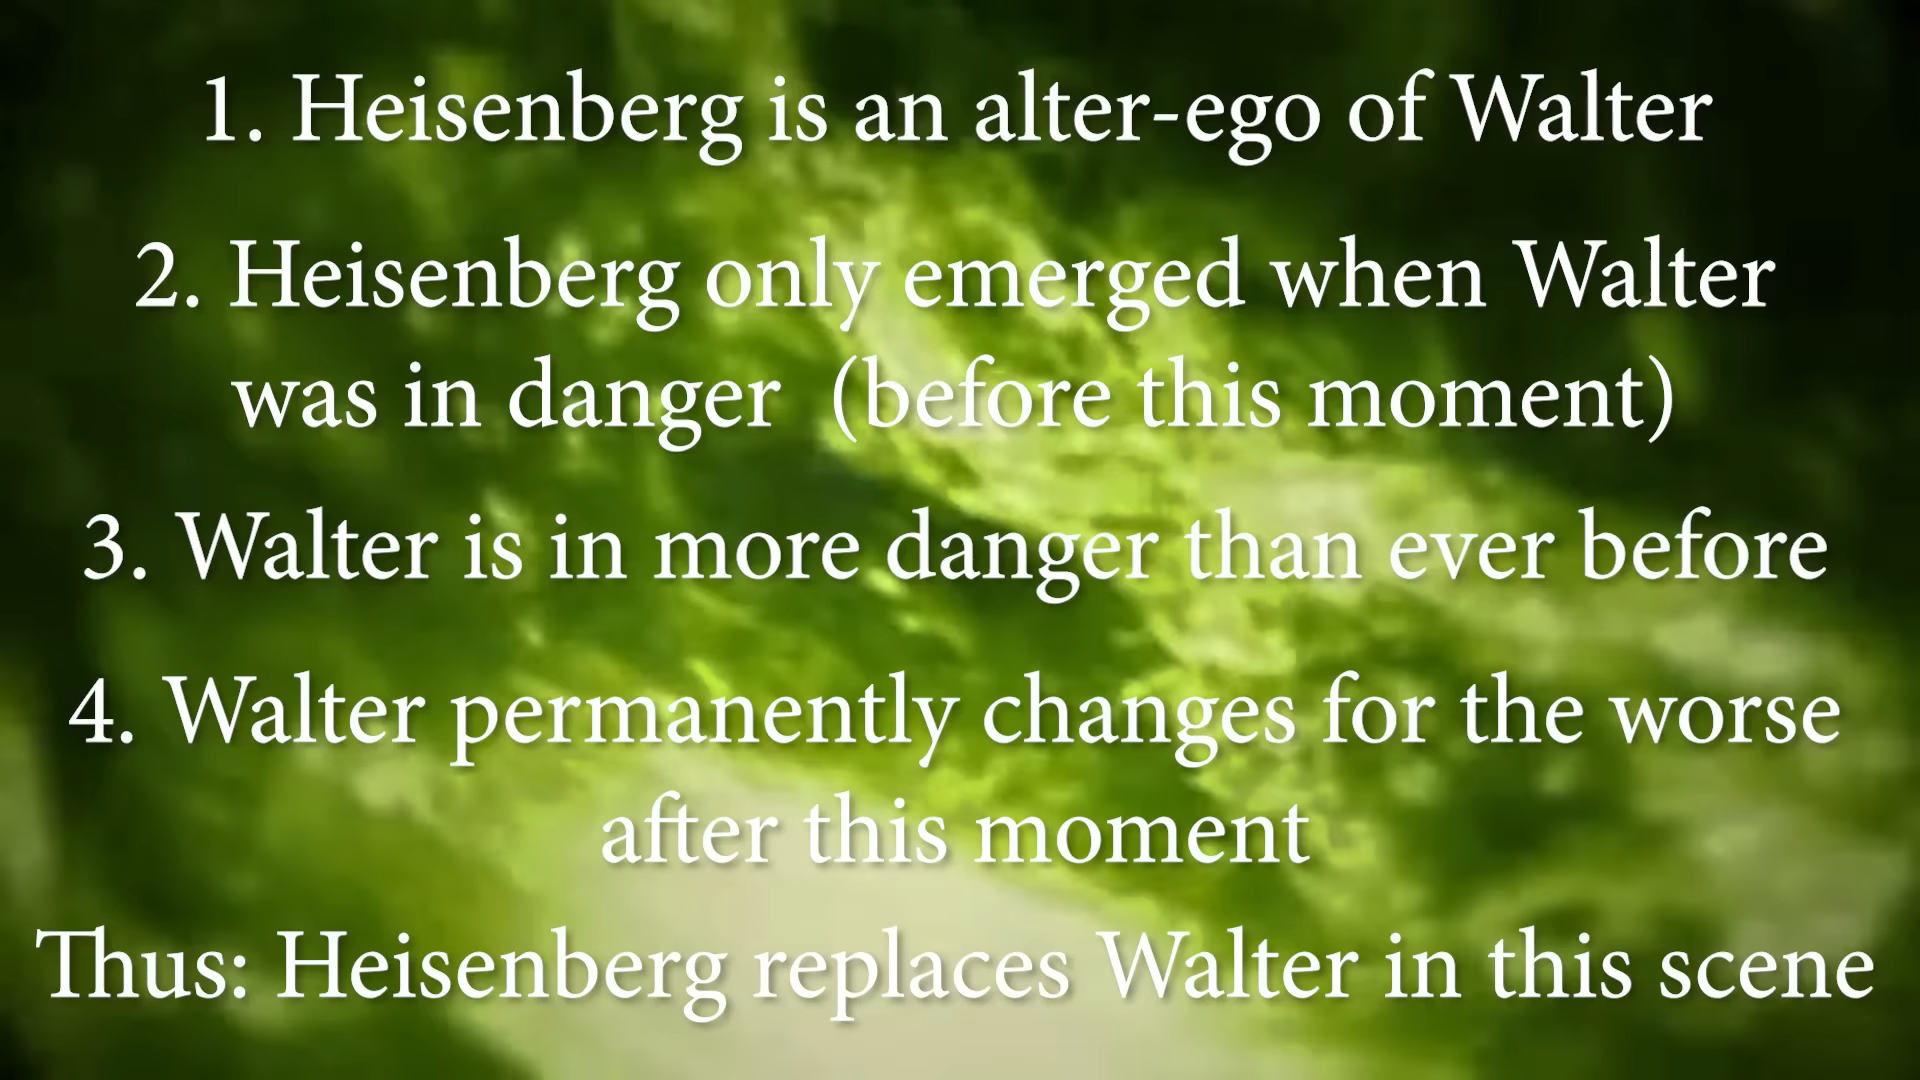 1. Heisenberg is an alter-ego of Walter
2. Heisenberg only emerged when Walter
was in danger (before this moment)
3. Walter is in more danger than ever before
4. Walter permanently changes for the worse
after this moment
Thus: Heisenberg replaces Walter in this scene